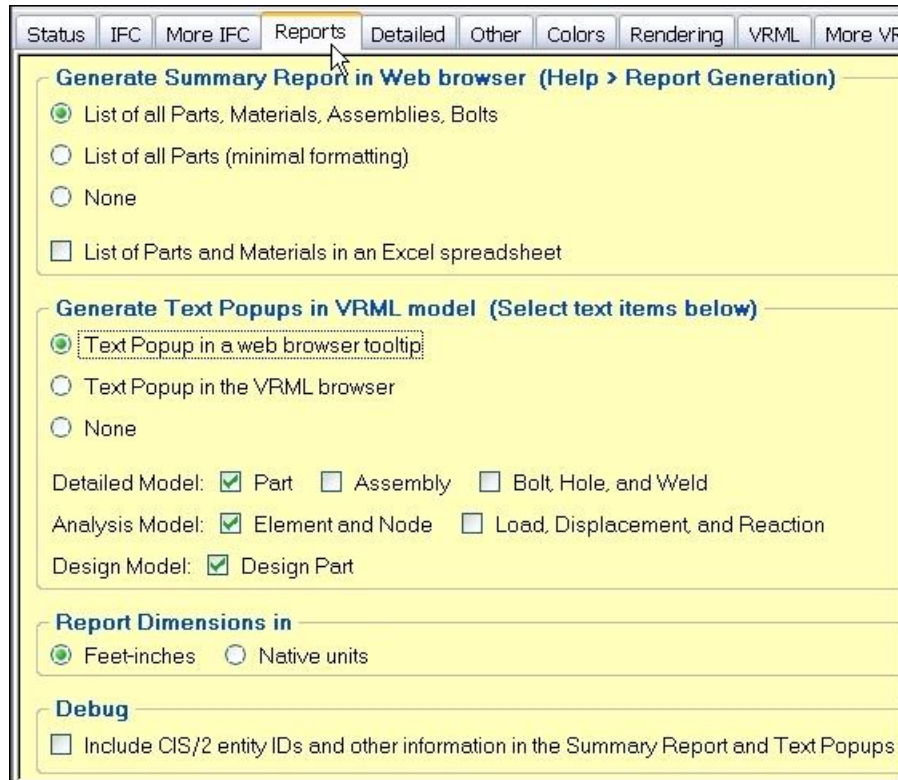 Status IFC More IFC Reports Detailed Other Colors Rendering VRML More VR
Generate Summary Report in Web browser (Help > Report Generation)
List of all Parts, Materials, Assemblies, Bolts
List of all Parts (minimal formatting)
None
List of Parts and Materials in an Excel spreadsheet
Generate Text Popups in VRML model (Select text items below)
Text Popup in a web browser tooltip
Text Popup in the VRML browser
None
Detailed Model: Part Assembly Bolt, Hole, and Weld
Analysis Model: Element and Node Load, Displacement, and Reaction
Design Model: Design Part
Report Dimensions in
Feet-inches Native units
Debug
Include CIS/2 entity IDs and other information in the Summary Report and Text Popups